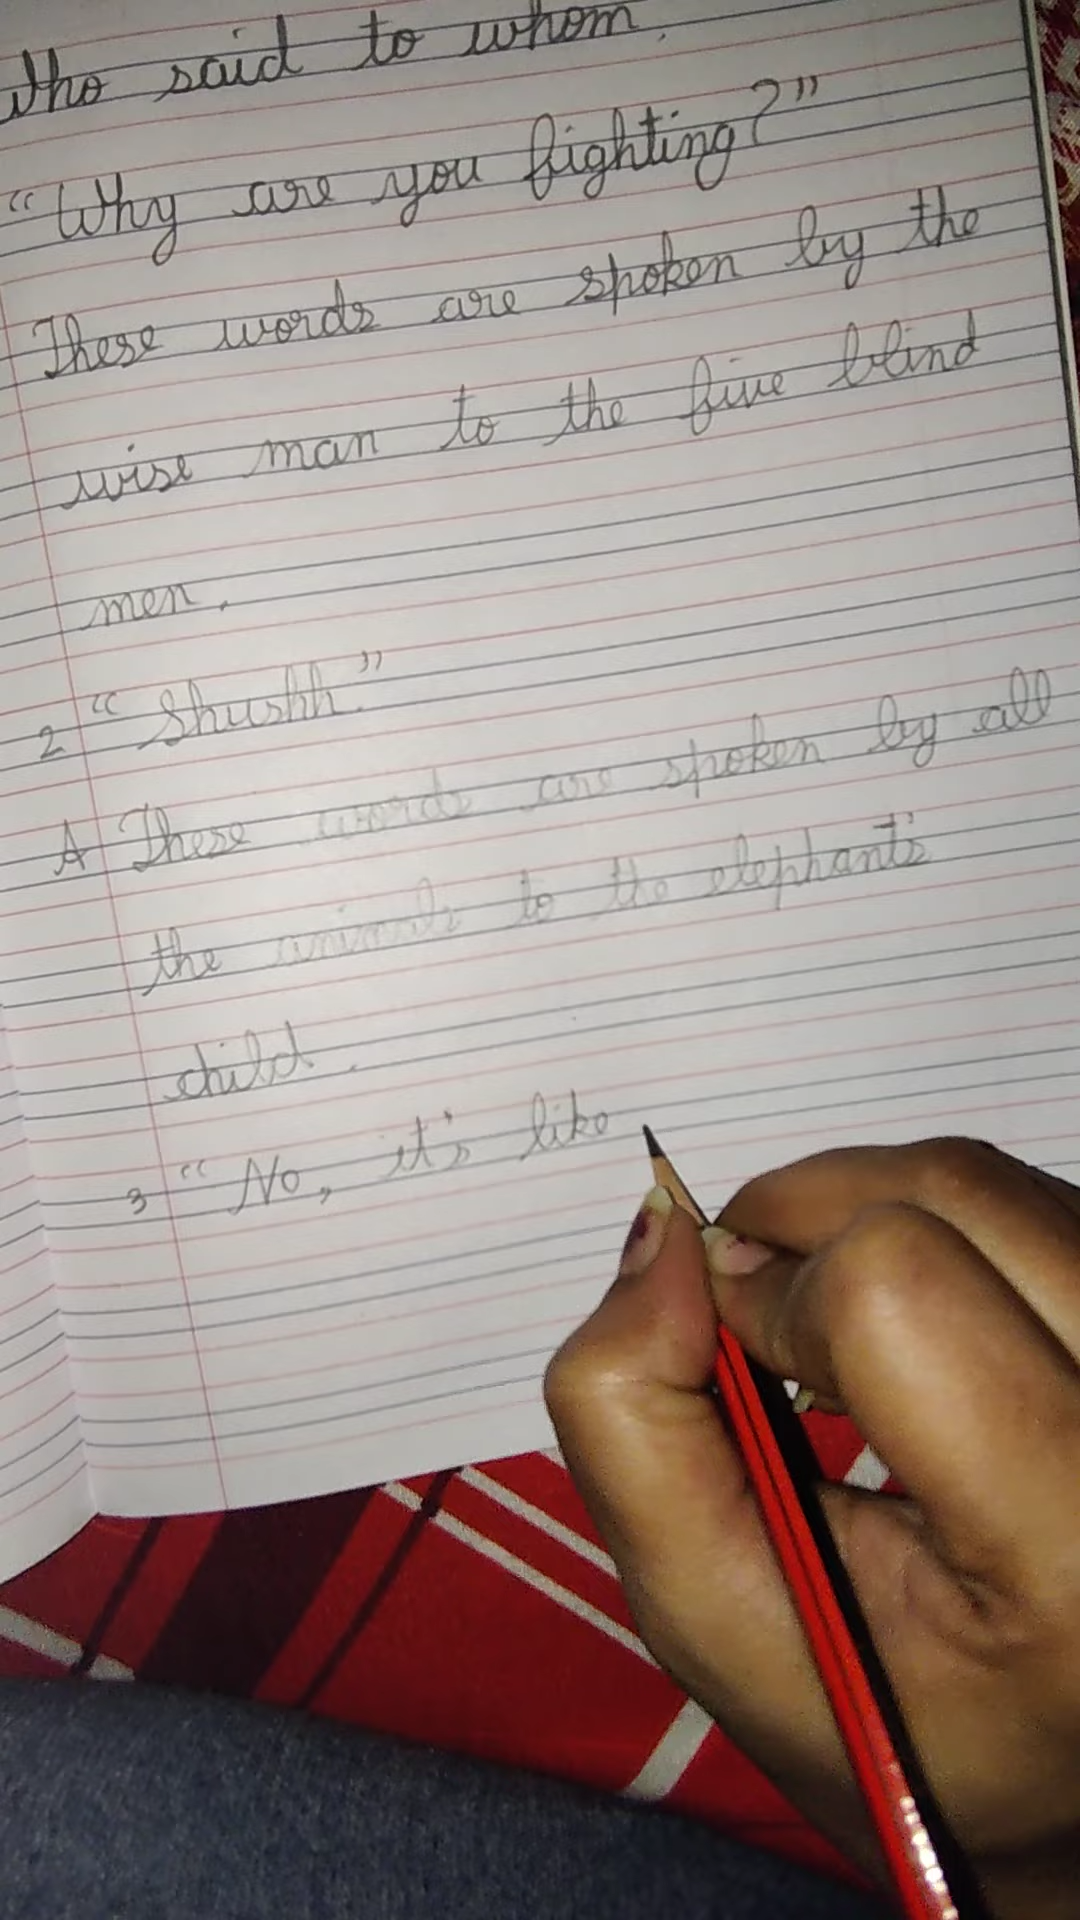 Who said to whom.
"Why are you fighting?"
These words are spoken by the
wise man to the five blind
men.
2 "Shushh."
A These words are spoken by all
the animals to the elephant's
child.
3 "No, it's like